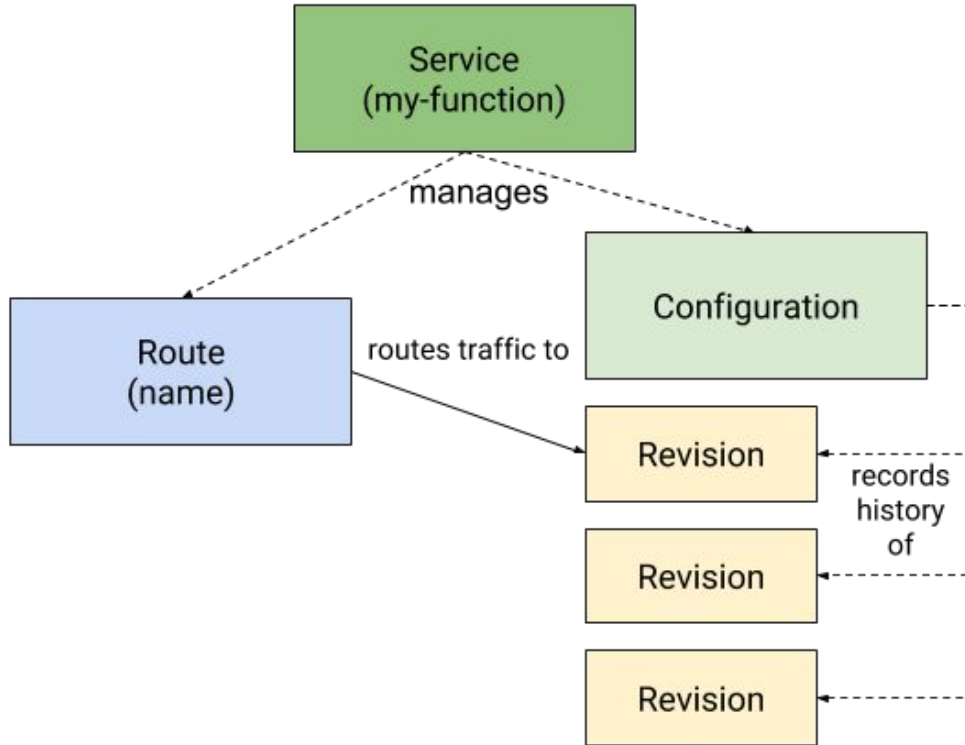 Service
(my-function)
manages
Configuration
Route
(name)
routes traffic to
Revision
records
history
of
Revision
Revision